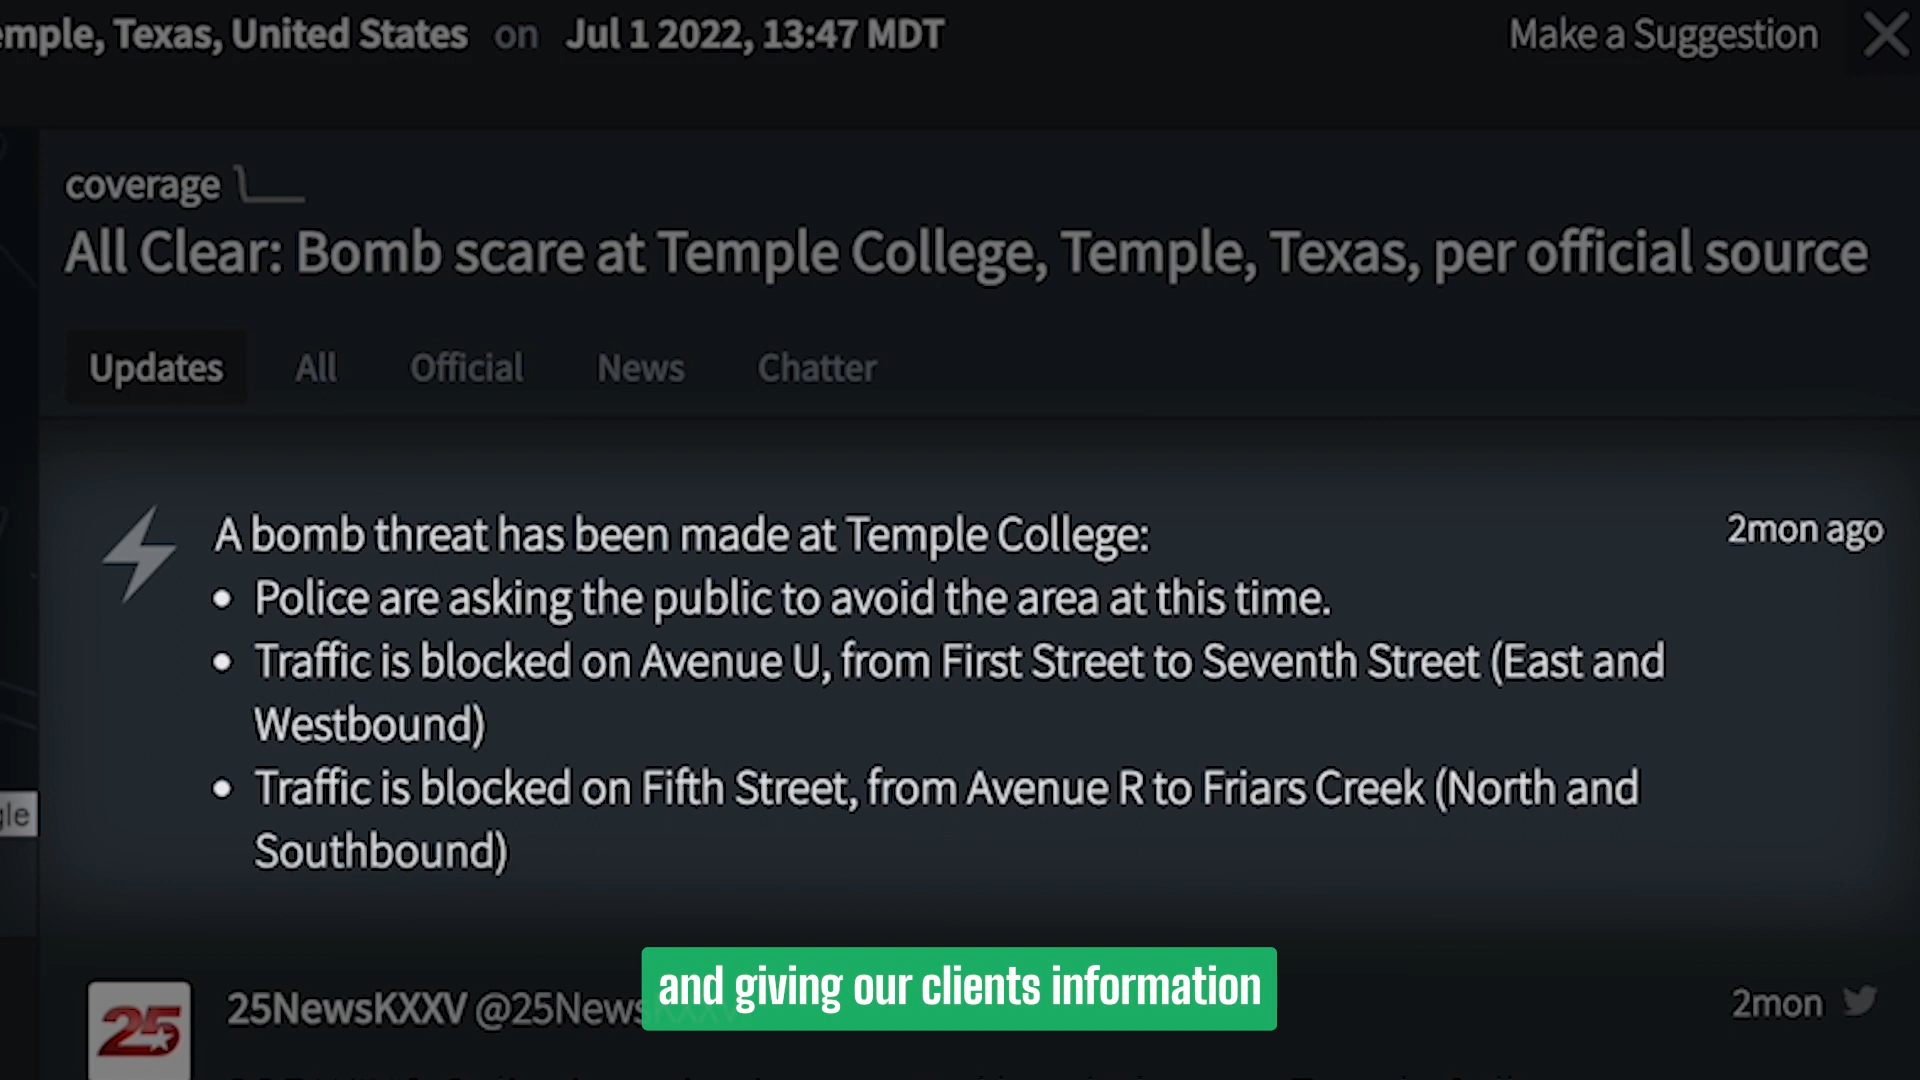 emple, Texas, United States on Jul 1 2022, 13:47 MDT Make a Suggestion
coverage
All Clear: Bomb scare at Temple College, Temple, Texas, per official source
Updates All Official News Chatter
A bomb threat has been made at Temple College: 2mon ago
• Police are asking the public to avoid the area at this time.
• Traffic is blocked on Avenue U, from First Street to Seventh Street (East and
Westbound)
• Traffic is blocked on Fifth Street, from Avenue R to Friars Creek (North and
Southbound)
gle
and giving our clients information
25 25NewsKXXV @25NewsKXXV 2mon